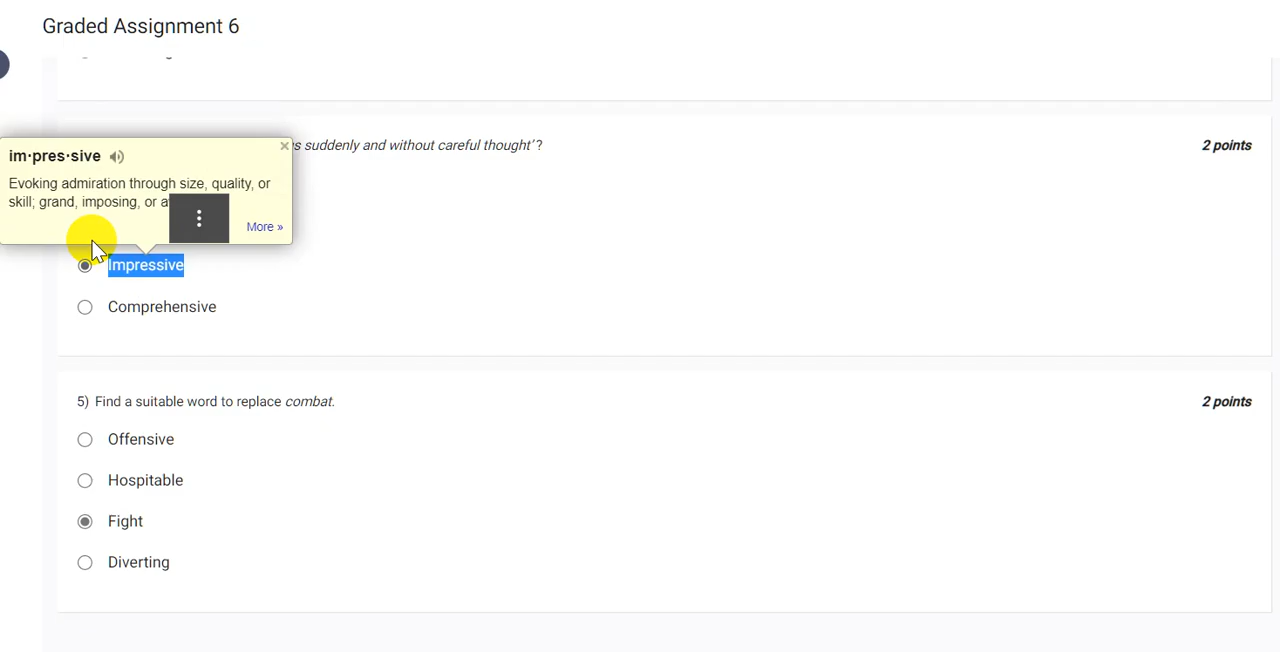 Graded Assignment 6
im·pres·sive
suddenly and without careful thought'?
2 points
Evoking admiration through size, quality, or
skill; grand, imposing, or
More »
Impressive
Comprehensive
5) Find a suitable word to replace combat.
2 points
Offensive
Hospitable
Fight
Diverting